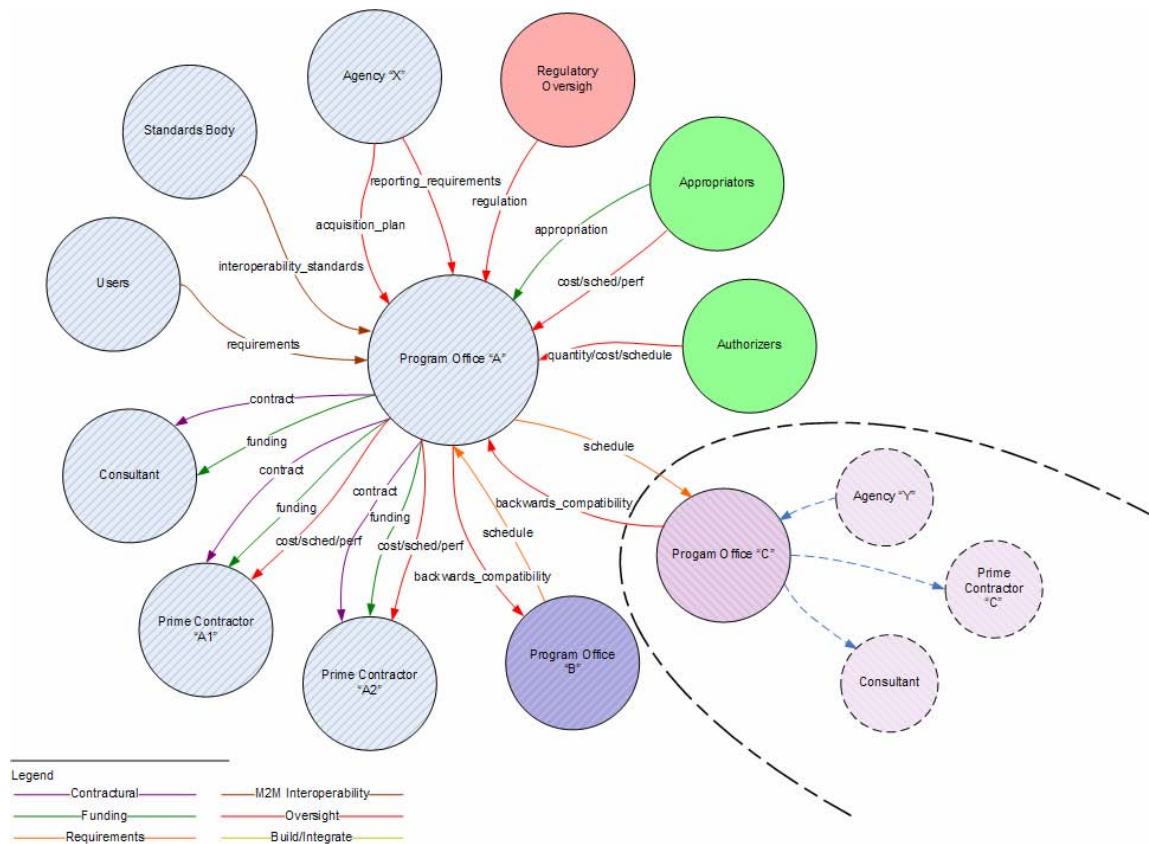 Agency "X"
Regulatory
Oversigh
Standards Body
Appropriators
reporting_requirements
regulation
acquisition_plan
appropriation
interoperability_standards
cost/sched/perf
Users
requirements
Program Office "A"
quantity/cost/schedule
Authorizers
contract
funding
schedule
Consultant
contract
funding
cost/sched/perf
contract
funding
cost/sched/perf
schedule
backwards_compatibility
backwards_compatibility
Agency "Y"
Progam Office "C"
Prime
Contractor
"C"
Consultant
Prime Contractor
"A1"
Prime Contractor
"A2"
Program Office
"B"
Legend
Contractural
M2M Interoperability
Funding
Oversight
Requirements
Build/Integrate